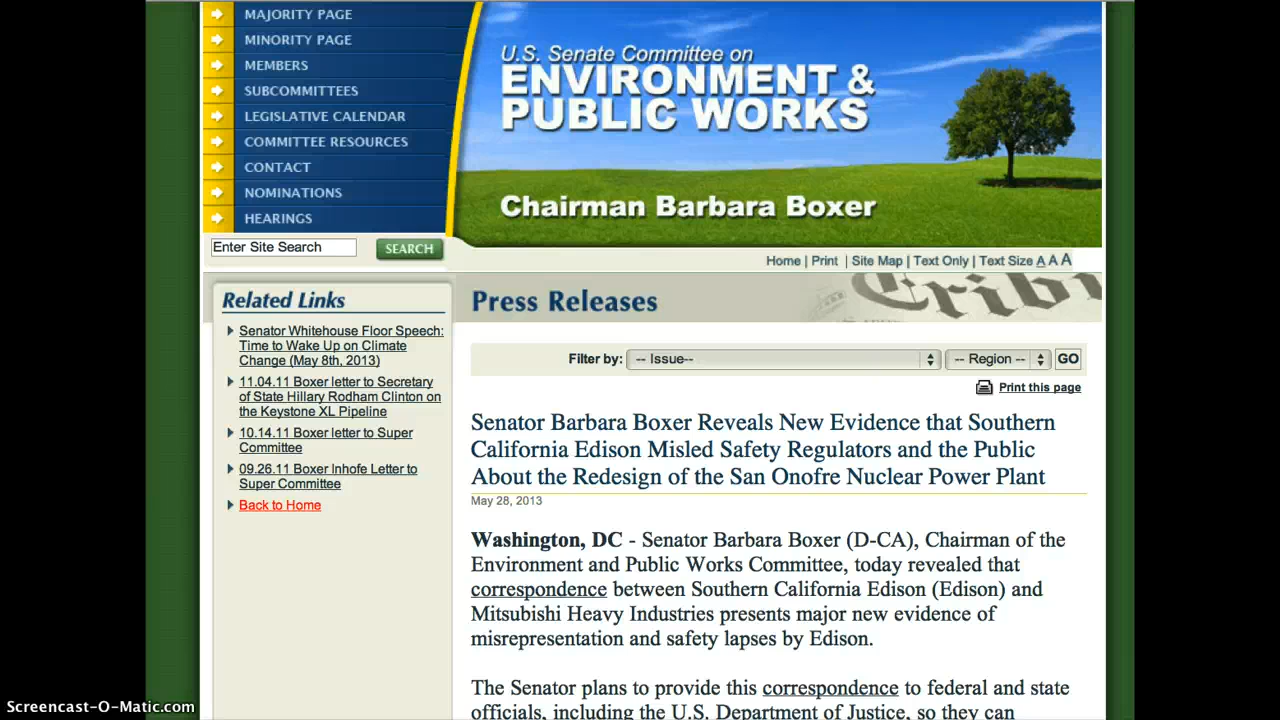 MAJORITY PAGE
MINORITY PAGE
MEMBERS
SUBCOMMITTEES
LEGISLATIVE CALENDAR
COMMITTEE RESOURCES
CONTACT
NOMINATIONS
HEARINGS
U.S. Senate Committee on
ENVIRONMENT &
PUBLIC WORKS
Chairman Barbara Boxer
Enter Site Search
SEARCH
Home | Print | Site Map | Text Only | Text Size A A A
Related Links
Senator Whitehouse Floor Speech:
Time to Wake Up on Climate
Change (May 8th, 2013)
11.04.11 Boxer letter to Secretary
of State Hillary Rodham Clinton on
the Keystone XL Pipeline
10.14.11 Boxer letter to Super
Committee
09.26.11 Boxer Inhofe Letter to
Super Committee
Back to Home
Press Releases
Filter by: -- Issue-- -- Region -- GO
Print this page
Senator Barbara Boxer Reveals New Evidence that Southern
California Edison Misled Safety Regulators and the Public
About the Redesign of the San Onofre Nuclear Power Plant
May 28, 2013
Washington, DC - Senator Barbara Boxer (D-CA), Chairman of the
Environment and Public Works Committee, today revealed that
correspondence between Southern California Edison (Edison) and
Mitsubishi Heavy Industries presents major new evidence of
misrepresentation and safety lapses by Edison.
The Senator plans to provide this correspondence to federal and state
officials, including the U.S. Department of Justice, so they can
Screencast-O-Matic.com